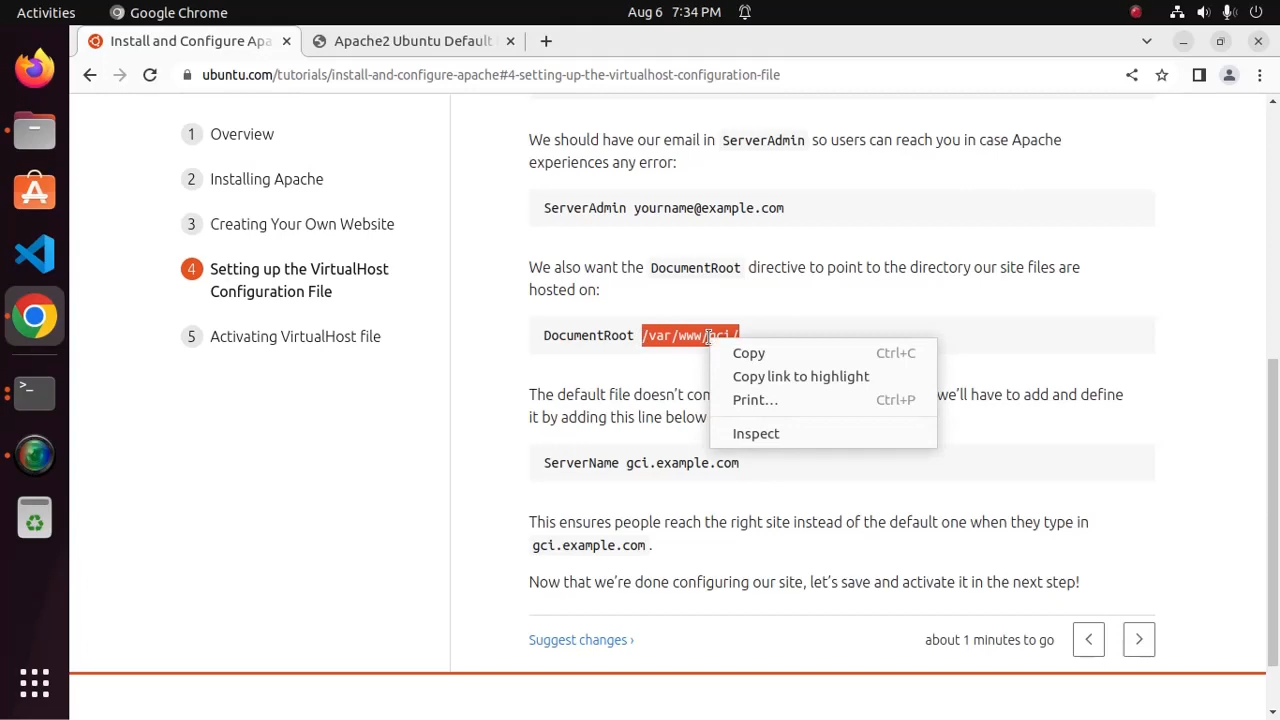 Activities
Google Chrome
Aug 6 7:34 PM
Install and Configure Apa
Apache2 Ubuntu Default
ubuntu.com/tutorials/install-and-configure-apache#4-setting-up-the-virtualhost-configuration-file
1 Overview
2 Installing Apache
3 Creating Your Own Website
4 Setting up the VirtualHost
Configuration File
5 Activating VirtualHost file
We should have our email in ServerAdmin so users can reach you in case Apache
experiences any error:
ServerAdmin yourname@example.com
We also want the DocumentRoot directive to point to the directory our site files are
hosted on:
DocumentRoot /var/www/gci/
Copy Ctrl+C
Copy link to highlight
Print… Ctrl+P
Inspect
The default file doesn't com we'll have to add and define
it by adding this line below
ServerName gci.example.com
This ensures people reach the right site instead of the default one when they type in
gci.example.com.
Now that we're done configuring our site, let's save and activate it in the next step!
Suggest changes ›
about 1 minutes to go